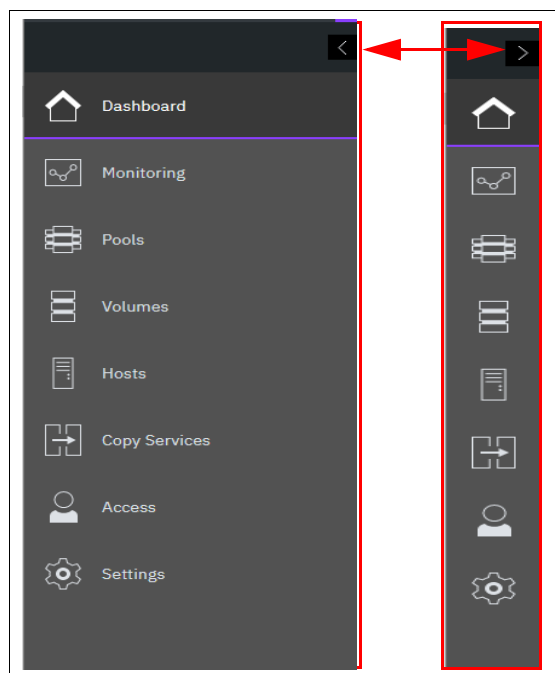 Dashboard
Monitoring
Pools
Volumes
Hosts
Copy Services
Access
Settings